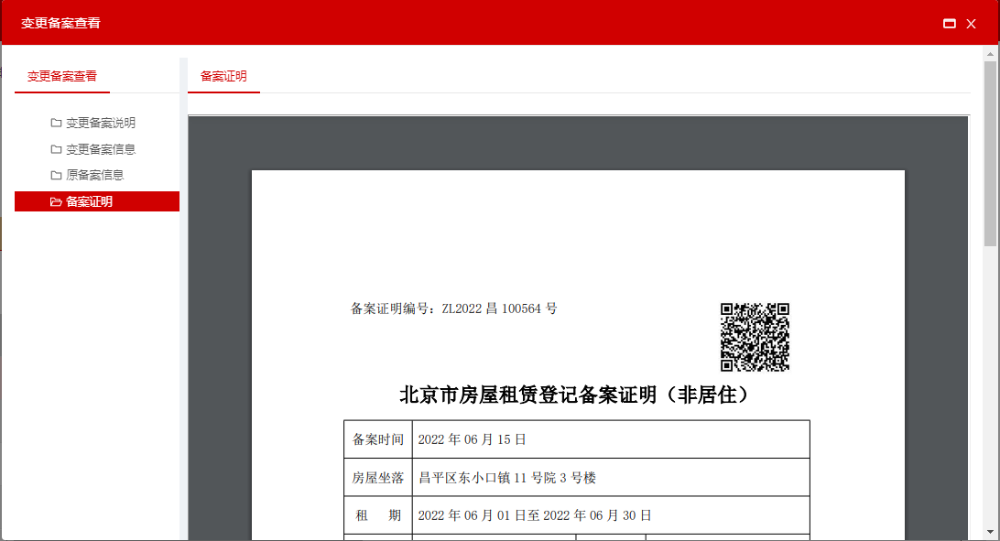 变更备案查看
变更备案查看
备案证明
变更备案说明
变更备案信息
原备案信息
备案证明
备案证明编号：ZL2022 昌 100564 号
北京市房屋租赁登记备案证明（非居住）
备案时间 2022 年 06 月 15 日
房屋坐落 昌平区东小口镇 11 号院 3 号楼
租 期 2022 年 06 月 01 日至 2022 年 06 月 30 日